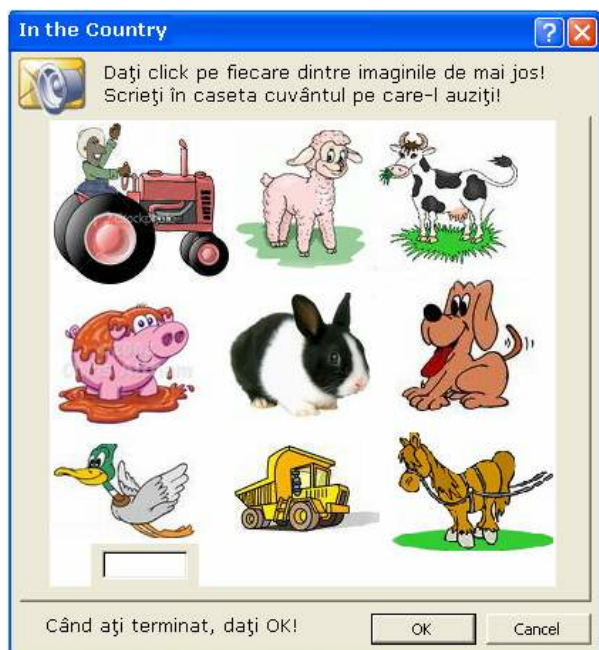 In the Country
Daţi click pe fiecare dintre imaginile de mai jos!
Scrieţi în caseta cuvântul pe care-l auziţi!
Când aţi terminat, daţi OK!
OK
Cancel